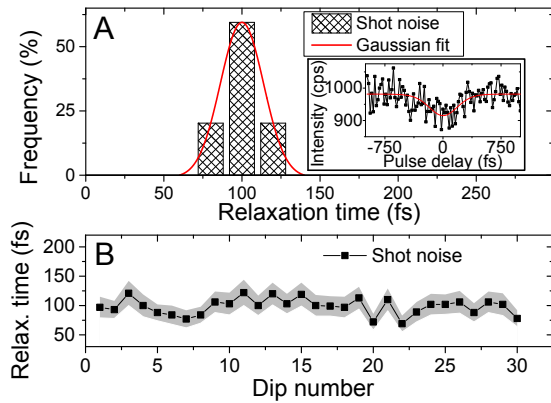 A
Shot noise
Gaussian fit
Frequency (%)
50
25
0
0 50 100 150 200 250
Relaxation time (fs)
Intensity (cps)
1000
900
-750 0 750
Pulse delay (fs)
B
Shot noise
Relax. time (fs)
200
150
100
50
0 5 10 15 20 25 30
Dip number